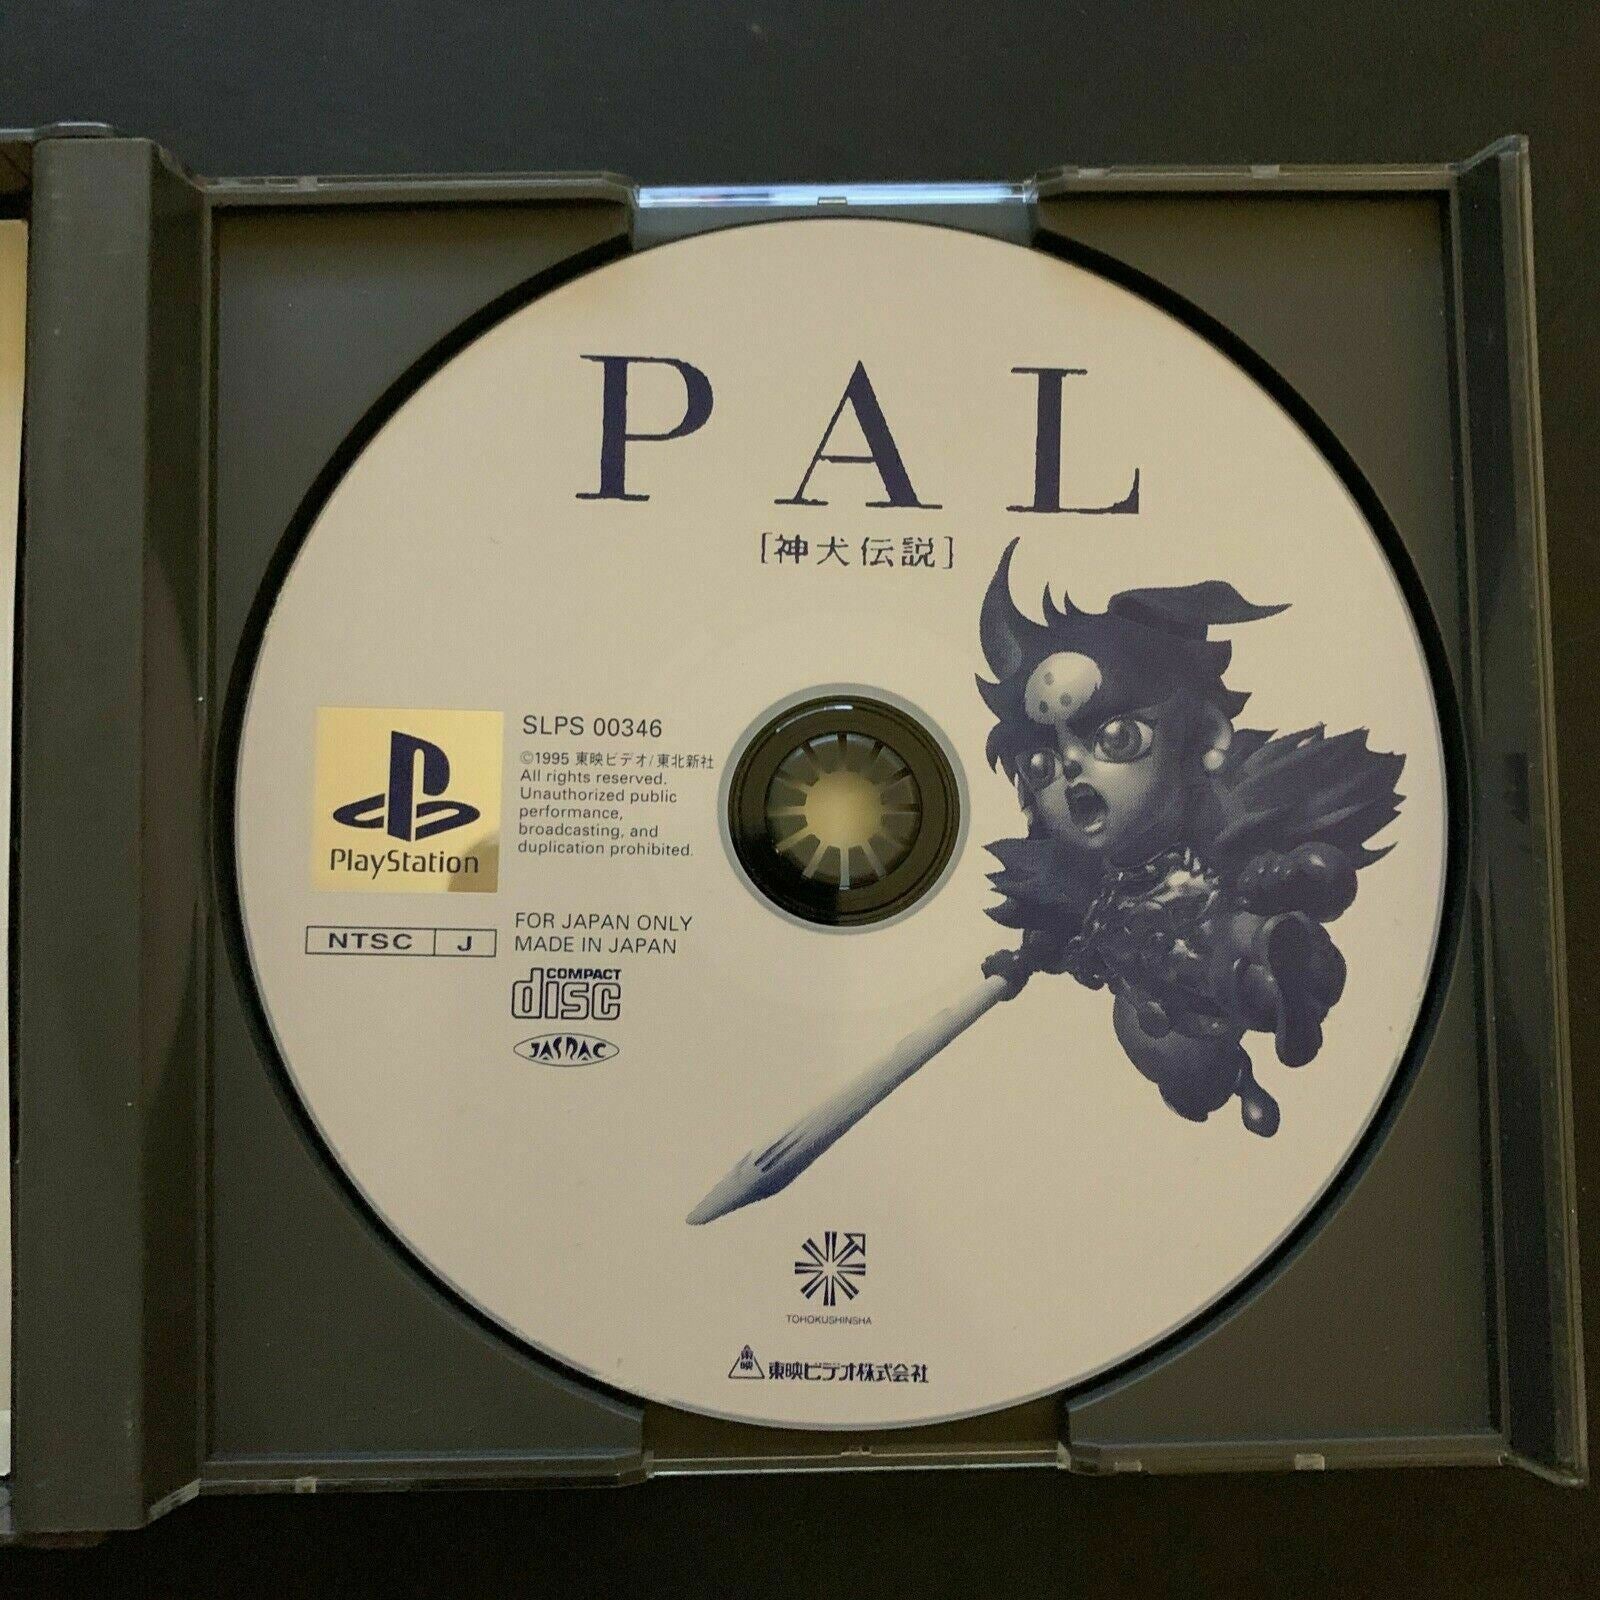 PAL
[神犬伝説]
SLPS 00346
©1995 東映ビデオ/東北新社
All rights reserved.
Unauthorized public
performance,
broadcasting, and
duplication prohibited.
PlayStation
NTSC J
FOR JAPAN ONLY
MADE IN JAPAN
COMPACT
disc
JASRAC
TOHOKUSHINSHA
東映 東映ビデオ株式会社